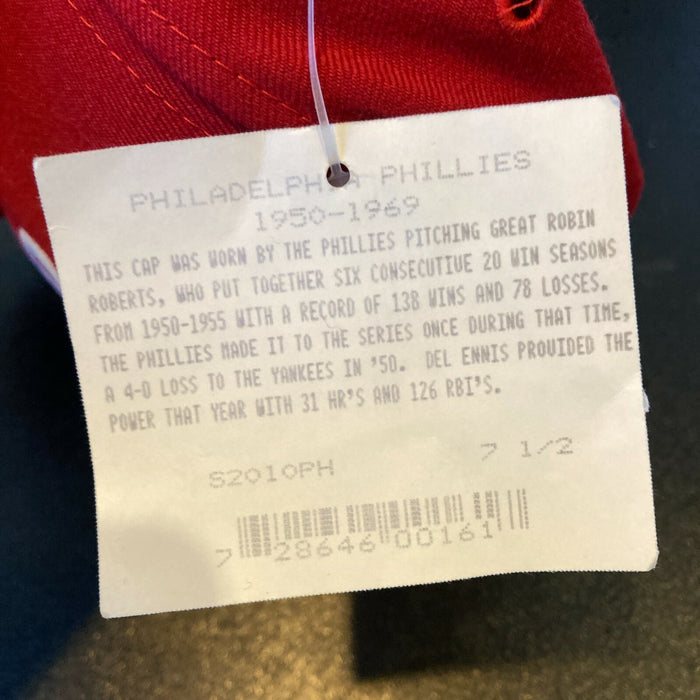 PHILADELPHIA PHILLIES
1950-1969
THIS CAP WAS WORN BY THE PHILLIES PITCHING GREAT ROBIN
ROBERTS, WHO PUT TOGETHER SIX CONSECUTIVE 20 WIN SEASONS
FROM 1950-1955 WITH A RECORD OF 138 WINS AND 78 LOSSES.
THE PHILLIES MADE IT TO THE SERIES ONCE DURING THAT TIME,
A 4-0 LOSS TO THE YANKEES IN '50. DEL ENNIS PROVIDED THE
POWER THAT YEAR WITH 31 HR'S AND 126 RBI'S.
S2010PH 7 1/2
7 28646 00161